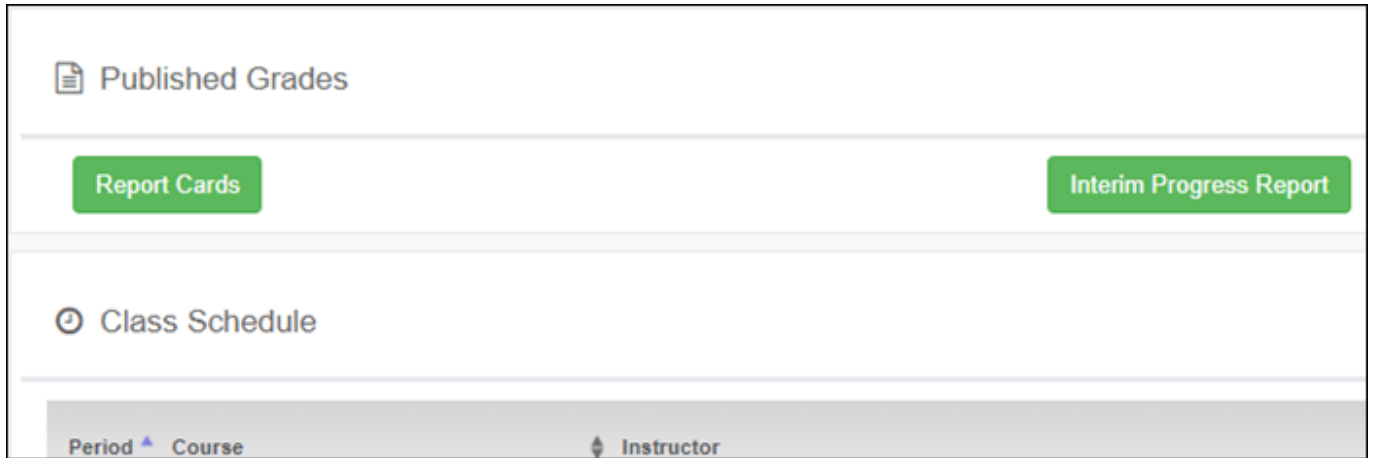 Published Grades
Report Cards Interim Progress Report
Class Schedule
Period Course Instructor